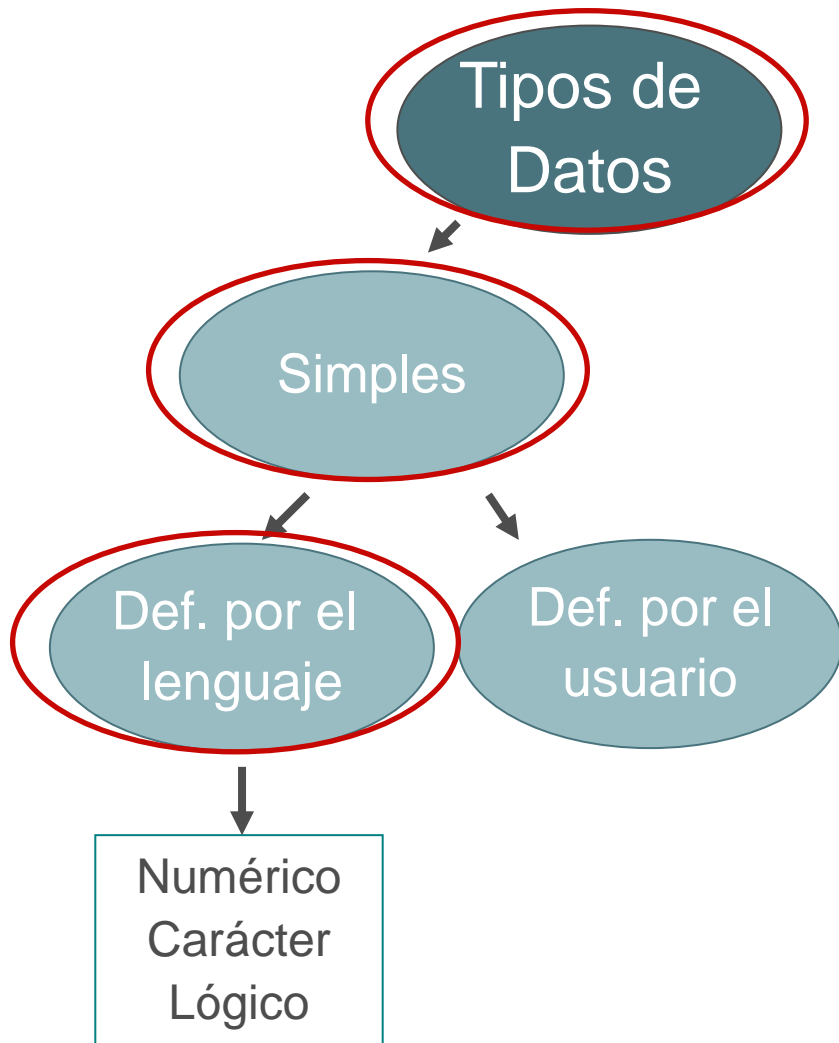 Tipos de
Datos
Simples
Def. por el
lenguaje
Def. por el
usuario
Numérico
Carácter
Lógico